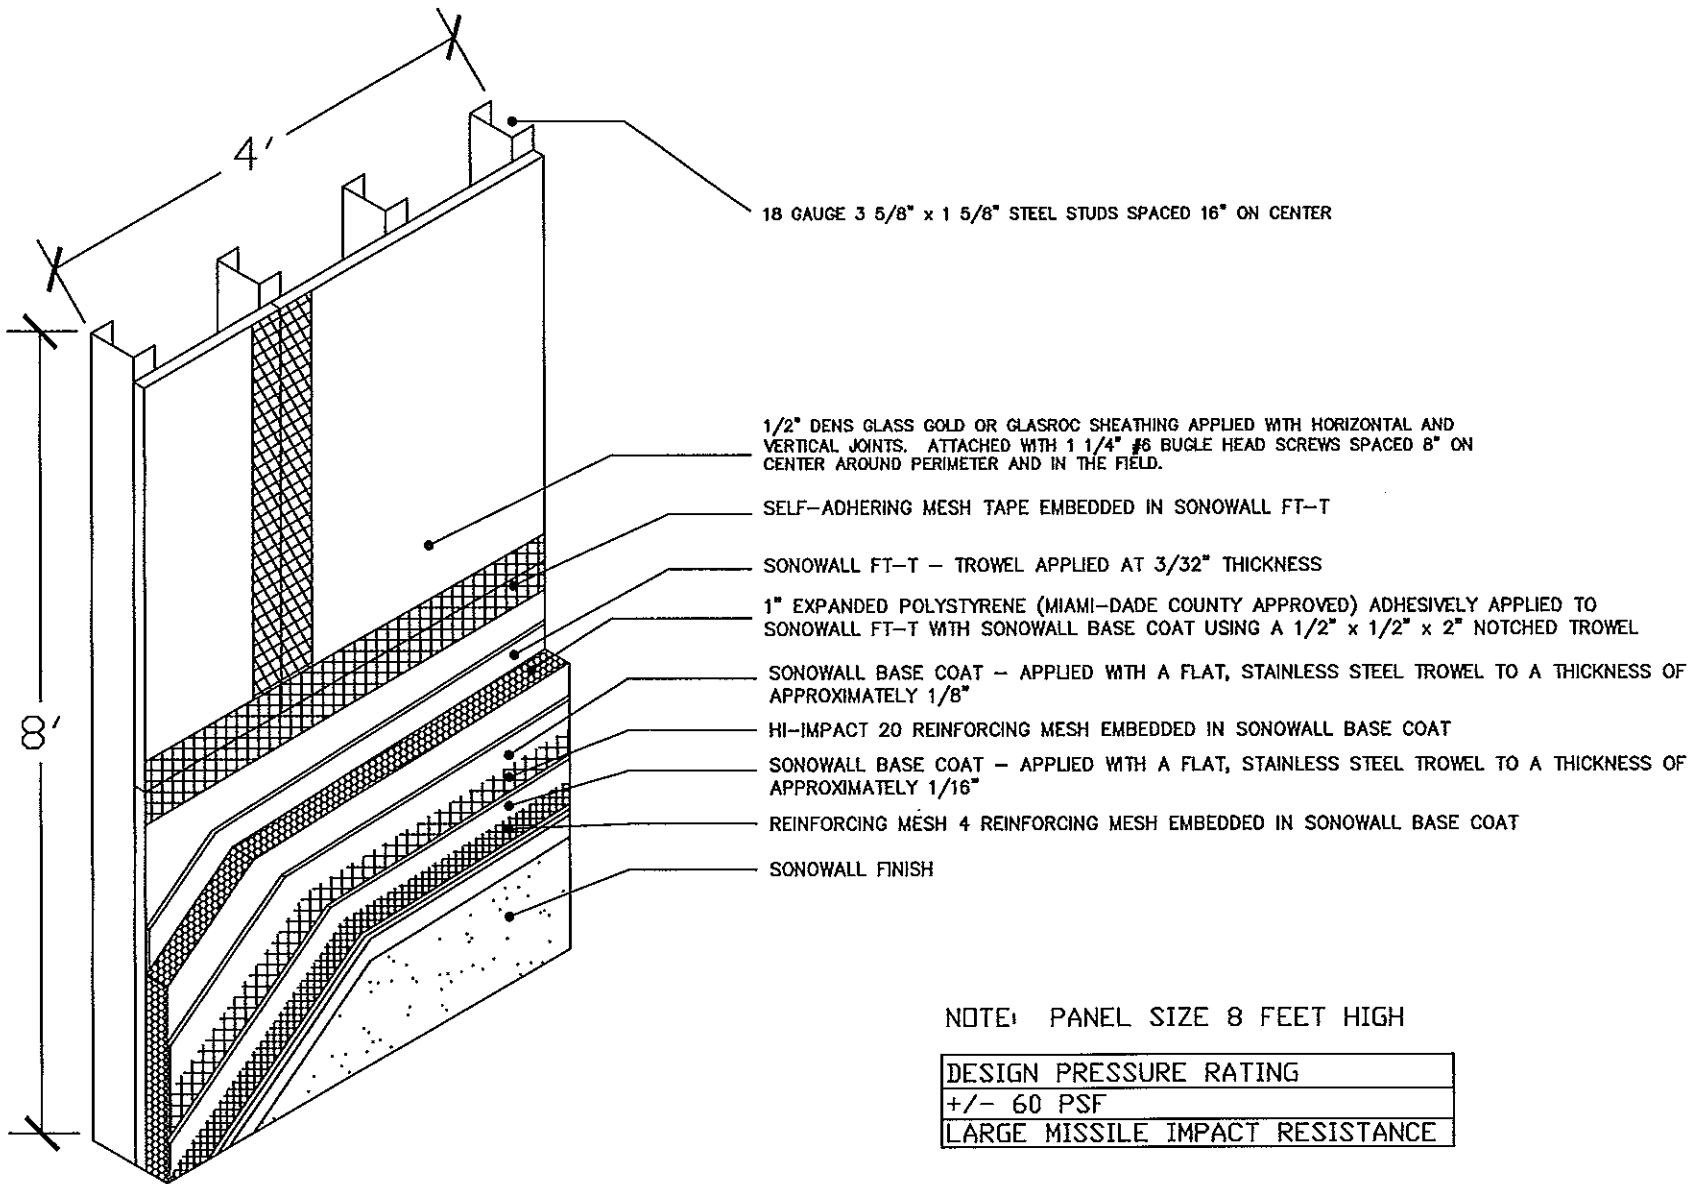 4'
18 GAUGE 3 5/8" x 1 5/8" STEEL STUDS SPACED 16" ON CENTER
1/2" DENS GLASS GOLD OR GLASROC SHEATHING APPLIED WITH HORIZONTAL AND
VERTICAL JOINTS. ATTACHED WITH 1 1/4" #6 BUGLE HEAD SCREWS SPACED 8" ON
CENTER AROUND PERIMETER AND IN THE FIELD.
SELF-ADHERING MESH TAPE EMBEDDED IN SONOWALL FT-T
SONOWALL FT-T - TROWEL APPLIED AT 3/32" THICKNESS
1" EXPANDED POLYSTYRENE (MIAMI-DADE COUNTY APPROVED) ADHESIVELY APPLIED TO
SONOWALL FT-T WITH SONOWALL BASE COAT USING A 1/2" x 1/2" x 2" NOTCHED TROWEL
SONOWALL BASE COAT - APPLIED WITH A FLAT, STAINLESS STEEL TROWEL TO A THICKNESS OF
APPROXIMATELY 1/8"
8'
HI-IMPACT 20 REINFORCING MESH EMBEDDED IN SONOWALL BASE COAT
SONOWALL BASE COAT - APPLIED WITH A FLAT, STAINLESS STEEL TROWEL TO A THICKNESS OF
APPROXIMATELY 1/16"
REINFORCING MESH 4 REINFORCING MESH EMBEDDED IN SONOWALL BASE COAT
SONOWALL FINISH
NOTE: PANEL SIZE 8 FEET HIGH
DESIGN PRESSURE RATING
+/- 60 PSF
LARGE MISSILE IMPACT RESISTANCE